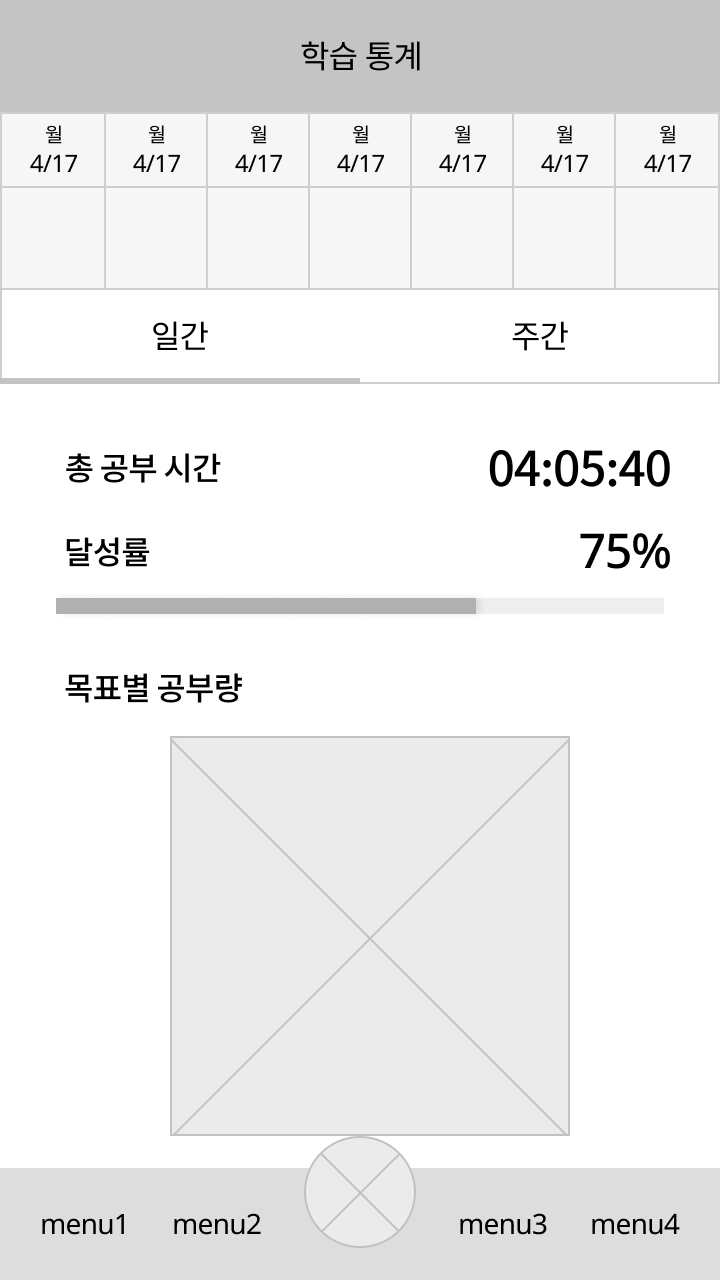 학습 통계
월 월 월 월 월 월 월
4/17 4/17 4/17 4/17 4/17 4/17 4/17
일간 주간
총 공부 시간 04:05:40
달성률 75%
목표별 공부량
menu1 menu2 menu3 menu4